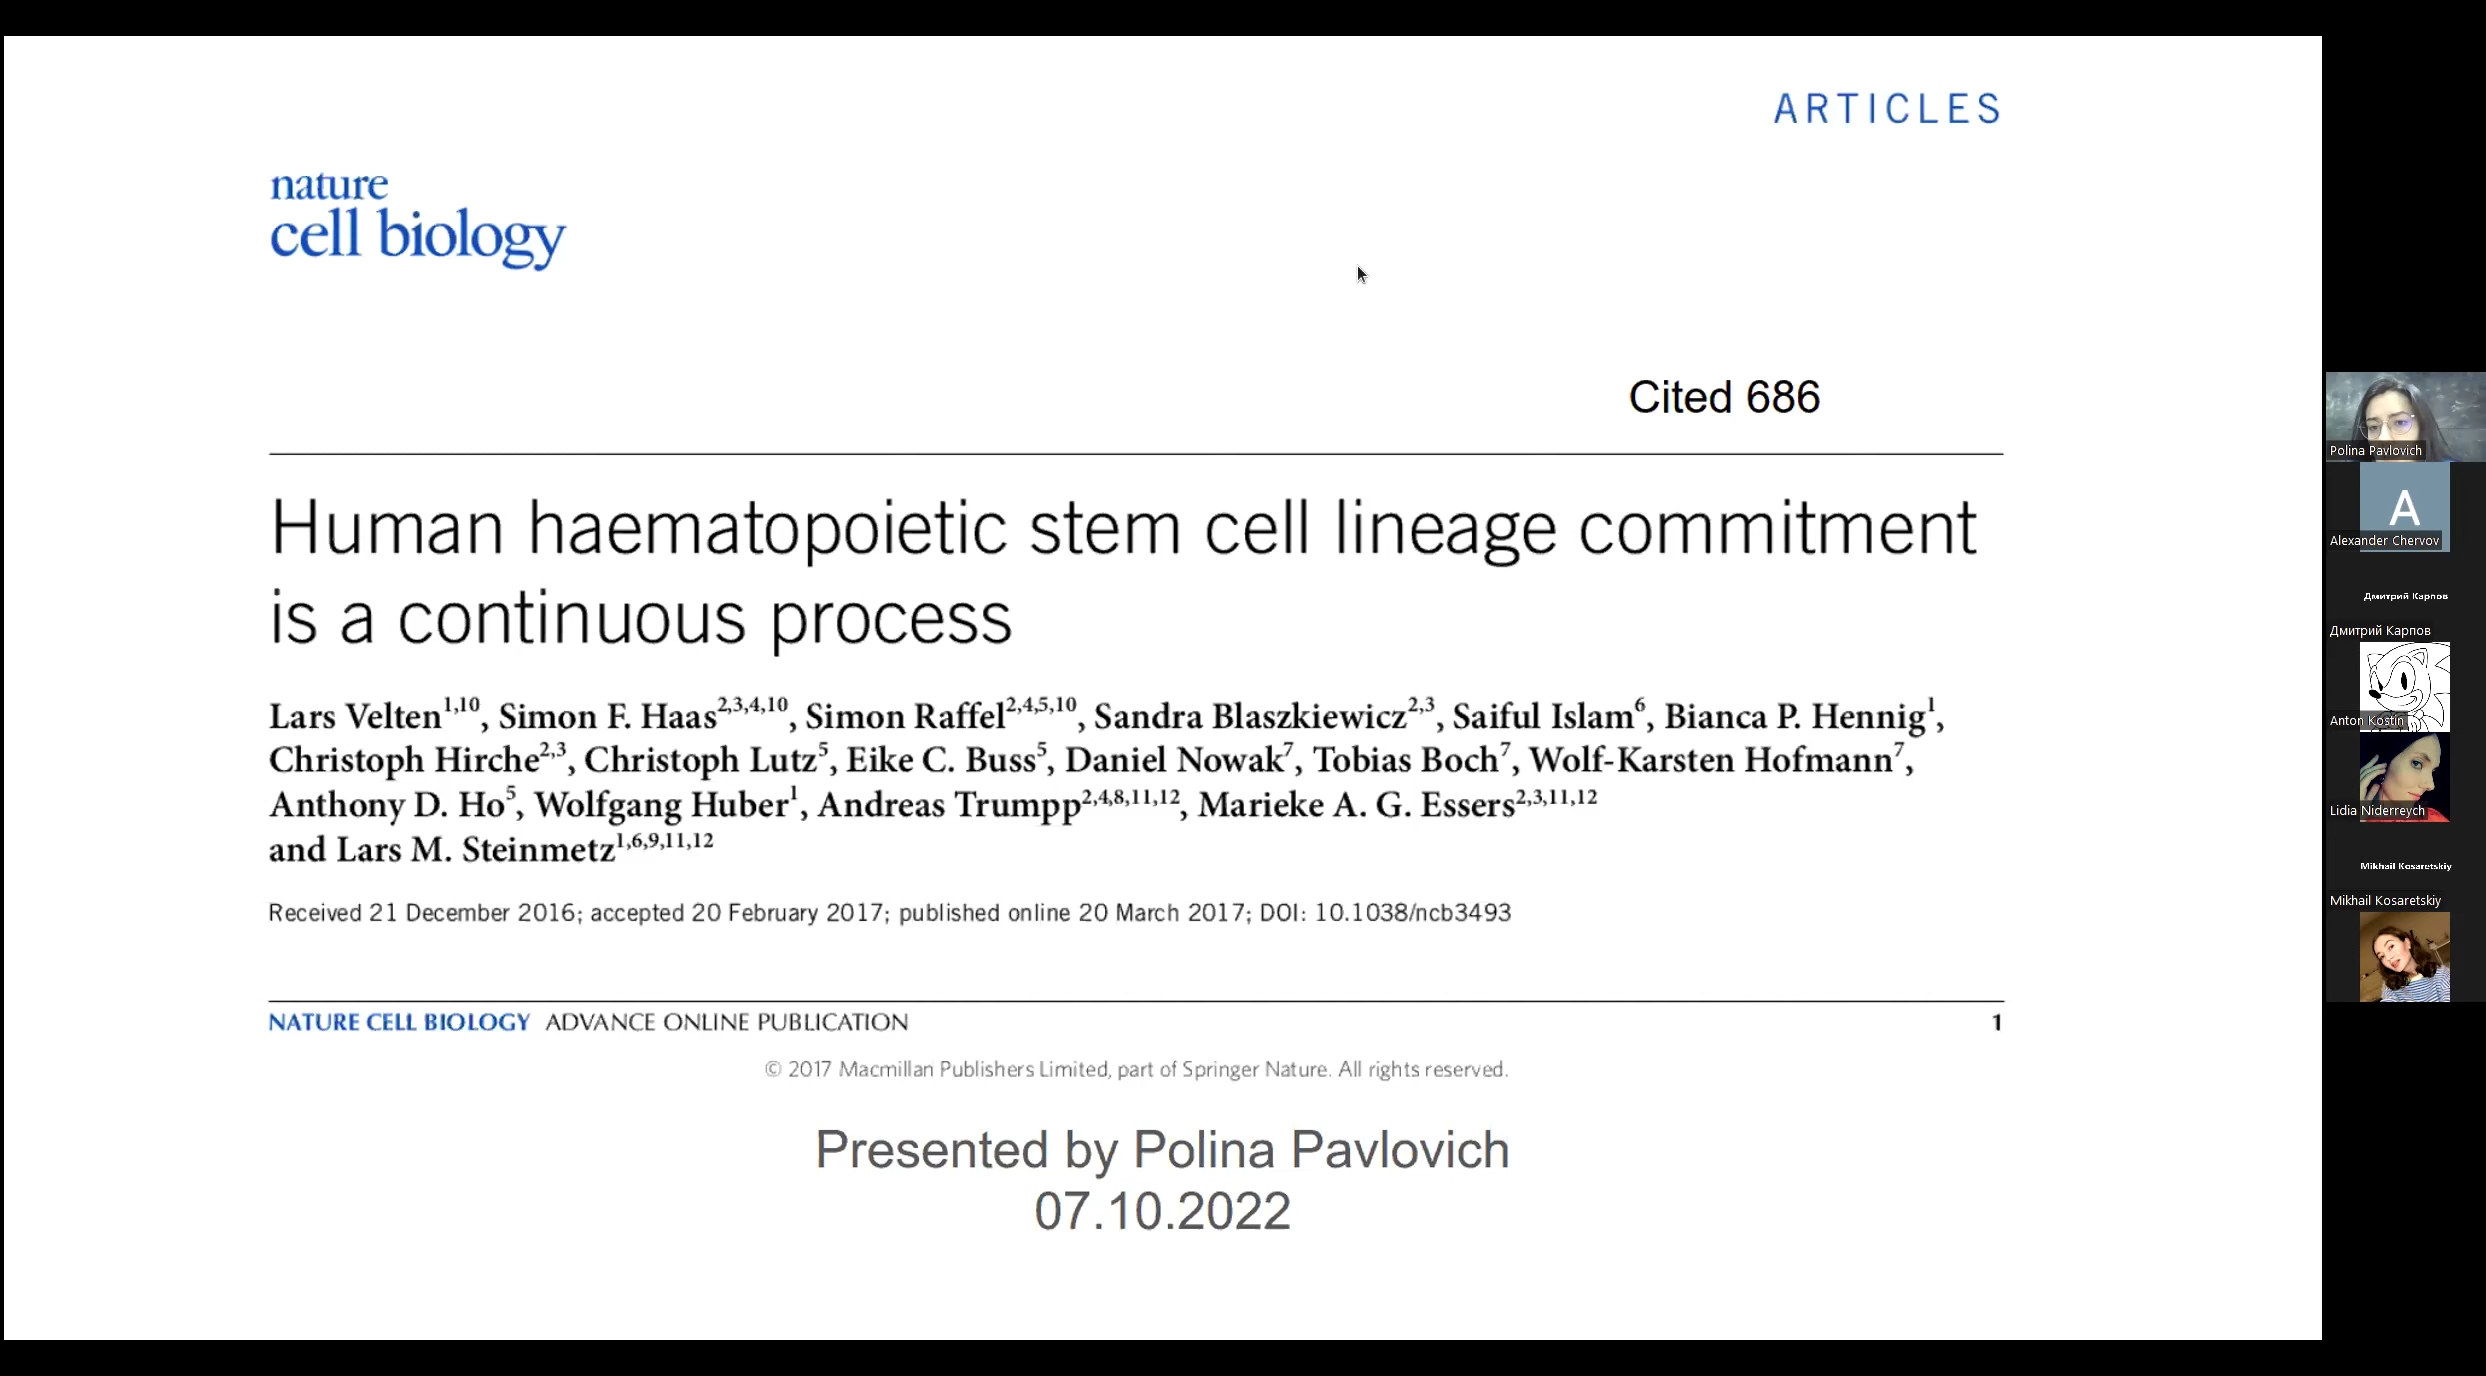 ARTICLES
nature
cell biology
Cited 686
Human haematopoietic stem cell lineage commitment
is a continuous process
Lars Velten1,10, Simon F. Haas2,3,4,10, Simon Raffel2,4,5,10, Sandra Blaszkiewicz2,3, Saiful Islam6, Bianca P. Hennig1,
Christoph Hirche2,3, Christoph Lutz5, Eike C. Buss5, Daniel Nowak7, Tobias Boch7, Wolf-Karsten Hofmann7,
Anthony D. Ho5, Wolfgang Huber1, Andreas Trumpp2,4,8,11,12, Marieke A. G. Essers2,3,11,12
and Lars M. Steinmetz1,6,9,11,12
Received 21 December 2016; accepted 20 February 2017; published online 20 March 2017; DOI: 10.1038/ncb3493
NATURE CELL BIOLOGY ADVANCE ONLINE PUBLICATION 1
© 2017 Macmillan Publishers Limited, part of Springer Nature. All rights reserved.
Presented by Polina Pavlovich
07.10.2022
Polina Pavlovich
A
Alexander Chervov
Дмитрий Карпов
Дмитрий Карпов
Anton Kostin
Lidia Niderreych
Mikhail Kosaretskiy
Mikhail Kosaretskiy